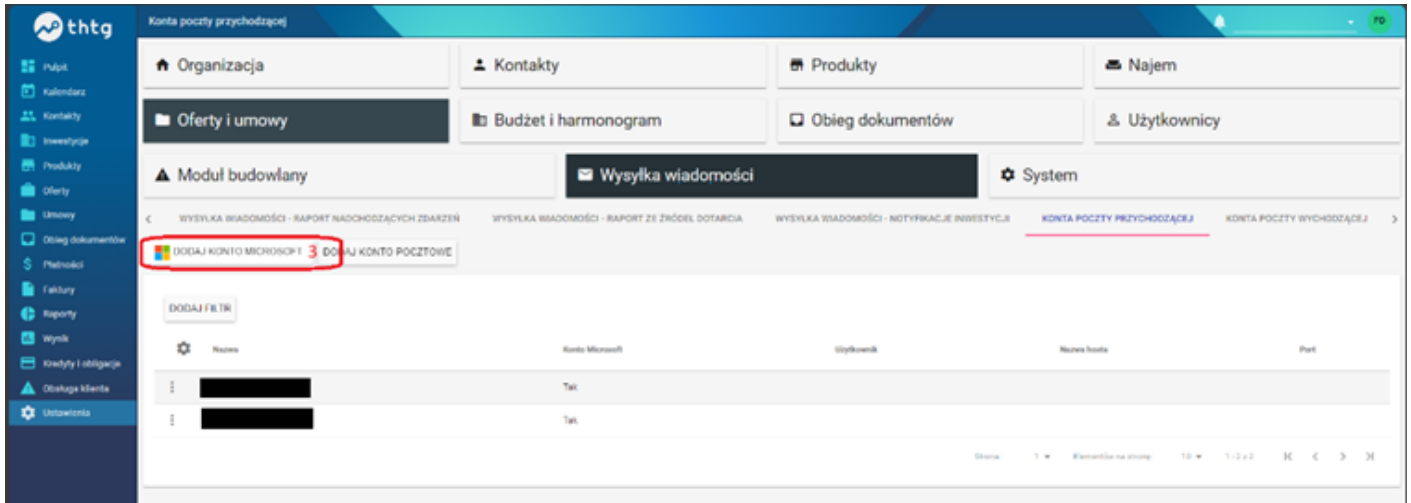 thtg
Konta poczty przychodzącej
FD
Pulpit
Kalendarz
Kontakty
Inwestycje
Produkty
Oferty
Umowy
Obieg dokumentów
Płatności
Faktury
Raporty
Wynik
Kredyty i obligacje
Obsługa klienta
Ustawienia
Organizacja
Kontakty
Produkty
Najem
Oferty i umowy
Budżet i harmonogram
Obieg dokumentów
Użytkownicy
Moduł budowlany
Wysyłka wiadomości
System
WYSYŁKA WIADOMOŚCI - RAPORT NADCHODZĄCYCH ZDARZEŃ
WYSYŁKA WIADOMOŚCI - RAPORT ZE ŹRÓDEŁ DOTARCIA
WYSYŁKA WIADOMOŚCI - NOTYFIKACJE INWESTYCJI
KONTA POCZTY PRZYCHODZĄCEJ
KONTA POCZTY WYCHODZĄCEJ
DODAJ KONTO MICROSOFT 3 DODAJ KONTO POCZTOWE
DODAJ FILTR
Nazwa Konto Microsoft Użytkownik Nazwa hosta Port
Tak
Tak
Strona 1 Elementów na stronę 10 1 - 2 z 2